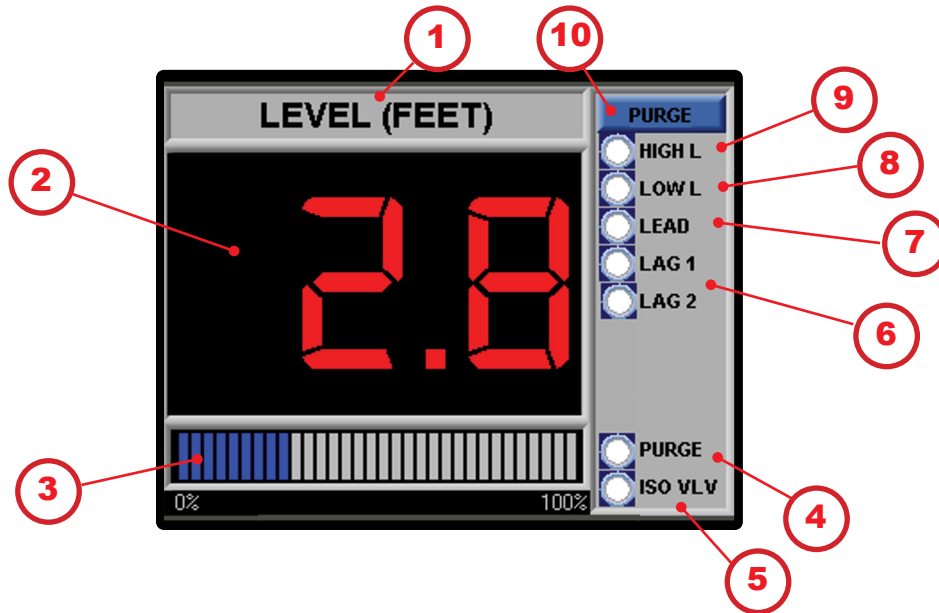 1
10
LEVEL (FEET)
PURGE
9
HIGH L
8
LOW L
2
2.8
LEAD
7
LAG 1
LAG 2
6
PURGE
3
ISO VLV
0%
100%
4
5